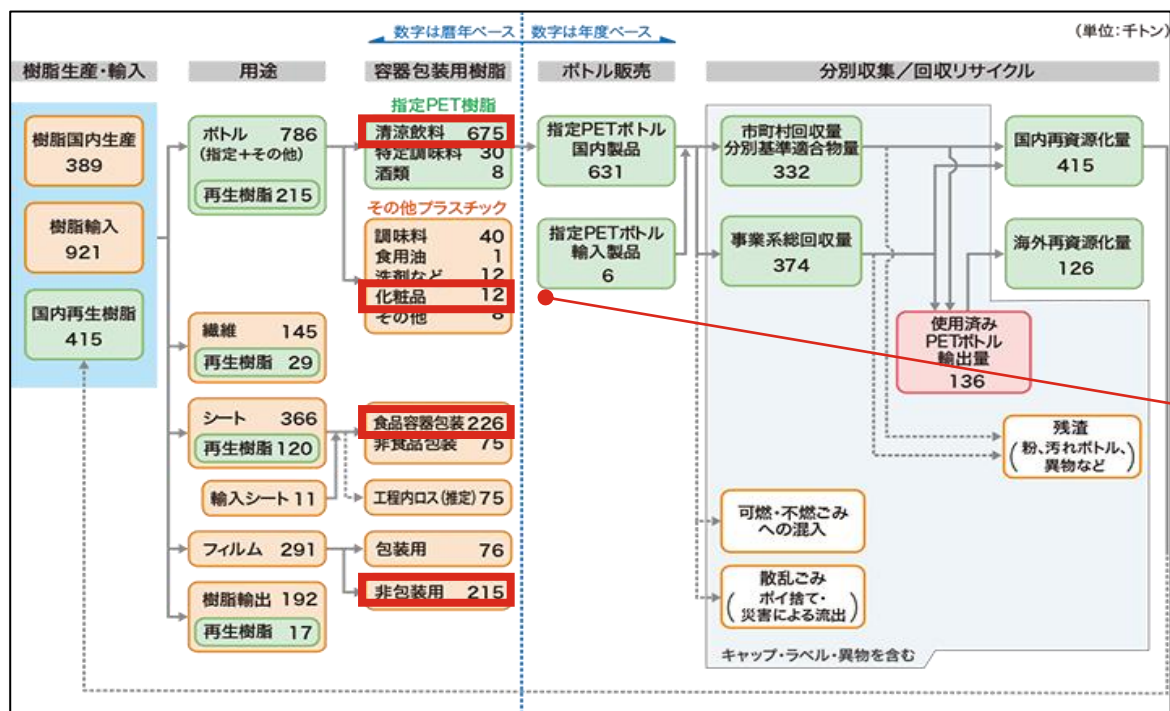 数字は暦年ベース
数字は年度ベース
(単位:千トン)
樹脂生産・輸入
用途
容器包装用樹脂
ボトル販売
分別収集/回収リサイクル
樹脂国内生産
389
樹脂輸入
921
国内再生樹脂
415
ボトル 786
(指定+その他)
再生樹脂 215
繊維 145
再生樹脂 29
シート 366
再生樹脂 120
輸入シート 11
フィルム 291
樹脂輸出 192
再生樹脂 17
指定PET樹脂
清涼飲料 675
特定調味料 30
酒類 8
その他プラスチック
調味料 40
食用油 1
洗剤など 12
化粧品 12
その他 8
食品容器包装 226
非食品包装 75
工程内ロス(推定) 75
包装用 76
非包装用 215
指定PETボトル
国内製品
631
指定PETボトル
輸入製品
6
市町村回収量
分別基準適合物量
332
事業系総回収量
374
国内再資源化量
415
海外再資源化量
126
使用済み
PETボトル
輸出量
136
残渣
(粉、汚れボトル、
異物など)
可燃・不燃ごみ
への混入
散乱ごみ
(ポイ捨て・
災害による流出)
キャップ・ラベル・異物を含む